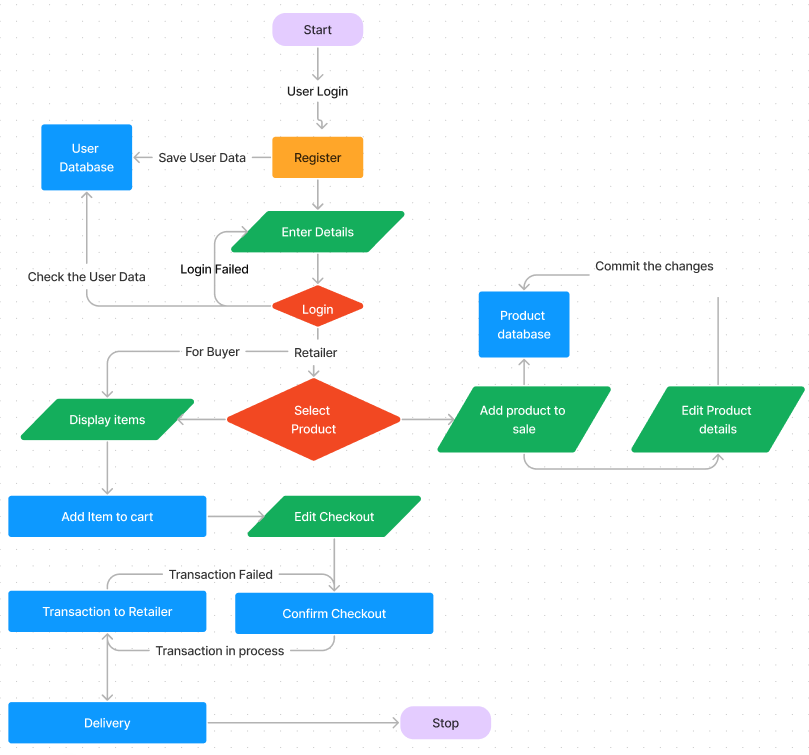 Start
User Login
User
Database
Save User Data
Register
Enter Details
Login Failed
Check the User Data
Commit the changes
Login
Product
database
For Buyer
Retailer
Display items
Select
Product
Add product to
sale
Edit Product
details
Add Item to cart
Edit Checkout
Transaction Failed
Transaction to Retailer
Confirm Checkout
Transaction in process
Delivery
Stop